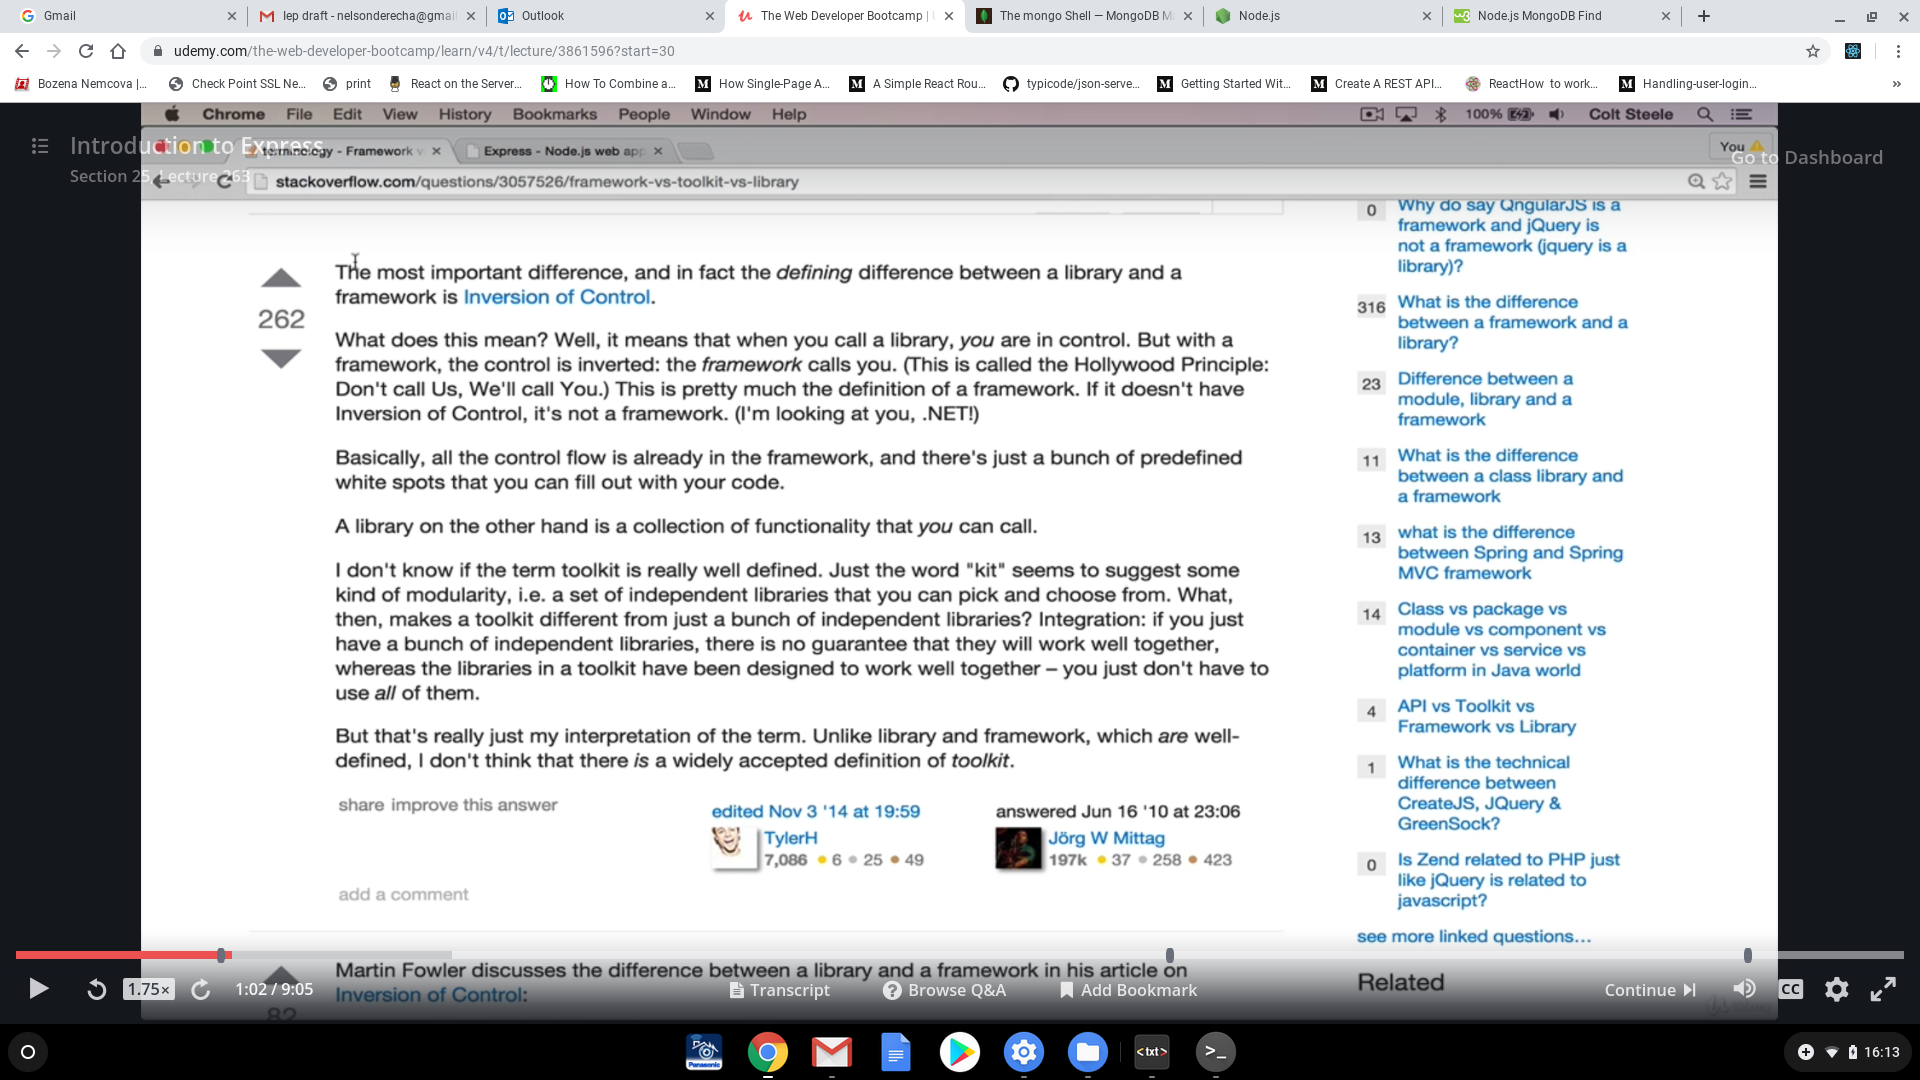 Gmail
lep draft - nelsonderecha@gmai
Outlook
The Web Developer Bootcamp |
The mongo Shell — MongoDB M
Node.js
Node.js MongoDB Find
udemy.com/the-web-developer-bootcamp/learn/v4/t/lecture/3861596?start=30
Bozena Nemcova |...
Check Point SSL Ne...
print
React on the Server...
How To Combine a...
How Single-Page A...
A Simple React Rou...
typicode/json-serve...
Getting Started Wit...
Create A REST API...
ReactHow to work...
Handling-user-login...
»
Chrome File Edit View History Bookmarks People Window Help
100%
Colt Steele
Introduction to Express
Section 25, Lecture 263
terminology - Framework v
Express - Node.js web app
You
Go to Dashboard
stackoverflow.com/questions/3057526/framework-vs-toolkit-vs-library
262
The most important difference, and in fact the defining difference between a library and a
framework is Inversion of Control.
What does this mean? Well, it means that when you call a library, you are in control. But with a
framework, the control is inverted: the framework calls you. (This is called the Hollywood Principle:
Don't call Us, We'll call You.) This is pretty much the definition of a framework. If it doesn't have
Inversion of Control, it's not a framework. (I'm looking at you, .NET!)
Basically, all the control flow is already in the framework, and there's just a bunch of predefined
white spots that you can fill out with your code.
A library on the other hand is a collection of functionality that you can call.
I don't know if the term toolkit is really well defined. Just the word "kit" seems to suggest some
kind of modularity, i.e. a set of independent libraries that you can pick and choose from. What,
then, makes a toolkit different from just a bunch of independent libraries? Integration: if you just
have a bunch of independent libraries, there is no guarantee that they will work well together,
whereas the libraries in a toolkit have been designed to work well together – you just don't have to
use all of them.
But that's really just my interpretation of the term. Unlike library and framework, which are well-
defined, I don't think that there is a widely accepted definition of toolkit.
share improve this answer
edited Nov 3 '14 at 19:59
TylerH
7,086 6 25 49
answered Jun 16 '10 at 23:06
Jörg W Mittag
197k 37 258 423
add a comment
Martin Fowler discusses the difference between a library and a framework in his article on
Inversion of Control:
82
0
Why do say QngularJS is a
framework and jQuery is
not a framework (jquery is a
library)?
316
What is the difference
between a framework and a
library?
23
Difference between a
module, library and a
framework
11
What is the difference
between a class library and
a framework
13
what is the difference
between Spring and Spring
MVC framework
14
Class vs package vs
module vs component vs
container vs service vs
platform in Java world
4
API vs Toolkit vs
Framework vs Library
1
What is the technical
difference between
CreateJS, JQuery &
GreenSock?
0
Is Zend related to PHP just
like jQuery is related to
javascript?
see more linked questions...
Related
1.75×
1:02 / 9:05
Transcript
Browse Q&A
Add Bookmark
Continue
CC
Panasonic
<txt>
>_
16:13